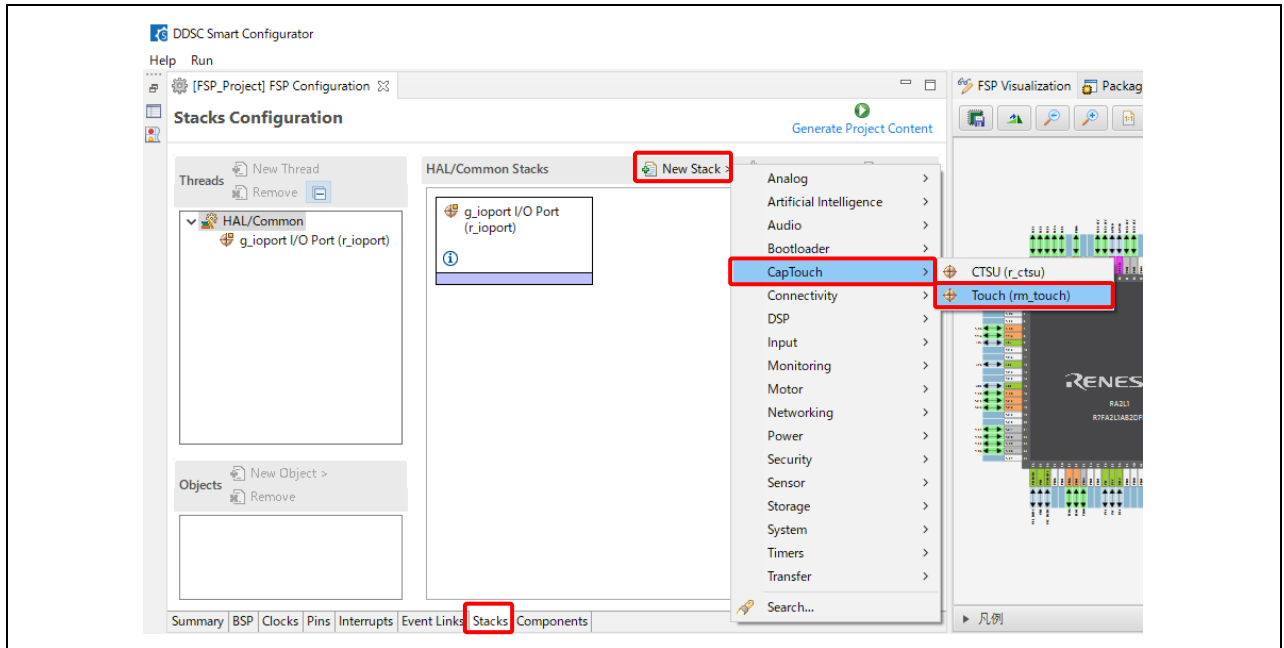 DDSC Smart Configurator
Help Run
[FSP_Project] FSP Configuration
Stacks Configuration
Generate Project Content
Threads
New Thread
Remove
HAL/Common
g_ioport I/O Port (r_ioport)
Objects
New Object >
Remove
HAL/Common Stacks
New Stack >
g_ioport I/O Port
(r_ioport)
Analog
Artificial Intelligence
Audio
Bootloader
CapTouch
Connectivity
DSP
Input
Monitoring
Motor
Networking
Power
Security
Sensor
Storage
System
Timers
Transfer
Search...
CTSU (r_ctsu)
Touch (rm_touch)
FSP Visualization
Packag
RENES
RA2L1
R7FA2L1AB2DF
凡例
Summary BSP Clocks Pins Interrupts Event Links Stacks Components